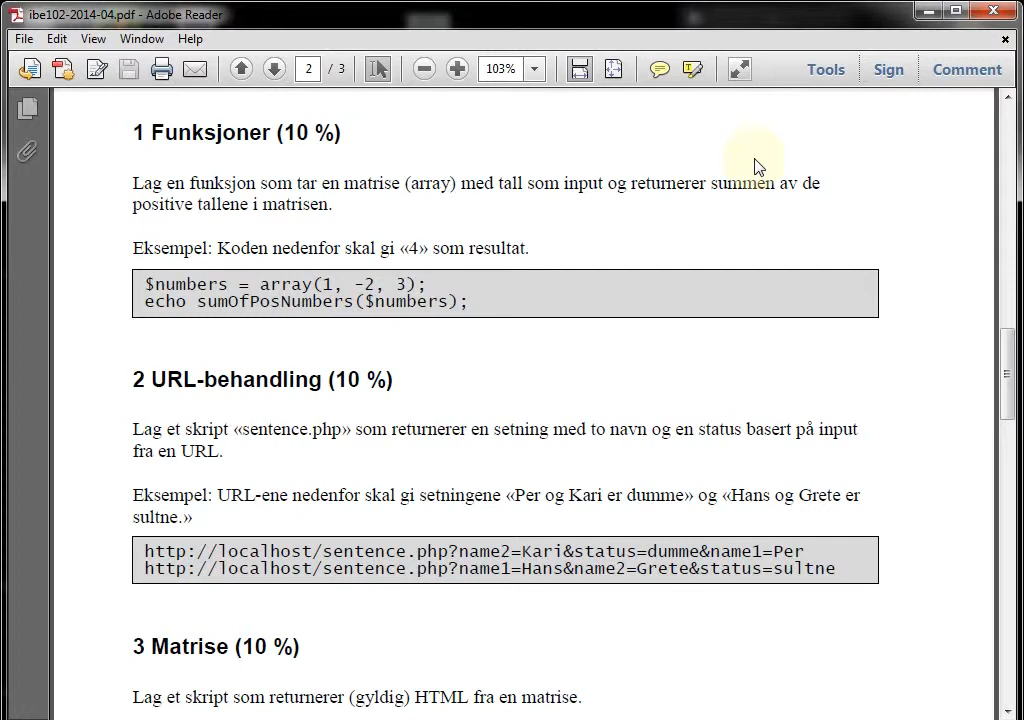 ibe102-2014-04.pdf - Adobe Reader
File Edit View Window Help
2 / 3 103% Tools Sign Comment
1 Funksjoner (10 %)
Lag en funksjon som tar en matrise (array) med tall som input og returnerer summen av de
positive tallene i matrisen.
Eksempel: Koden nedenfor skal gi «4» som resultat.
$numbers = array(1, -2, 3);
echo sumOfPosNumbers($numbers);
2 URL-behandling (10 %)
Lag et skript «sentence.php» som returnerer en setning med to navn og en status basert på input
fra en URL.
Eksempel: URL-ene nedenfor skal gi setningene «Per og Kari er dumme» og «Hans og Grete er
sultne.»
http://localhost/sentence.php?name2=Kari&status=dumme&name1=Per
http://localhost/sentence.php?name1=Hans&name2=Grete&status=sultne
3 Matrise (10 %)
Lag et skript som returnerer (gyldig) HTML fra en matrise.